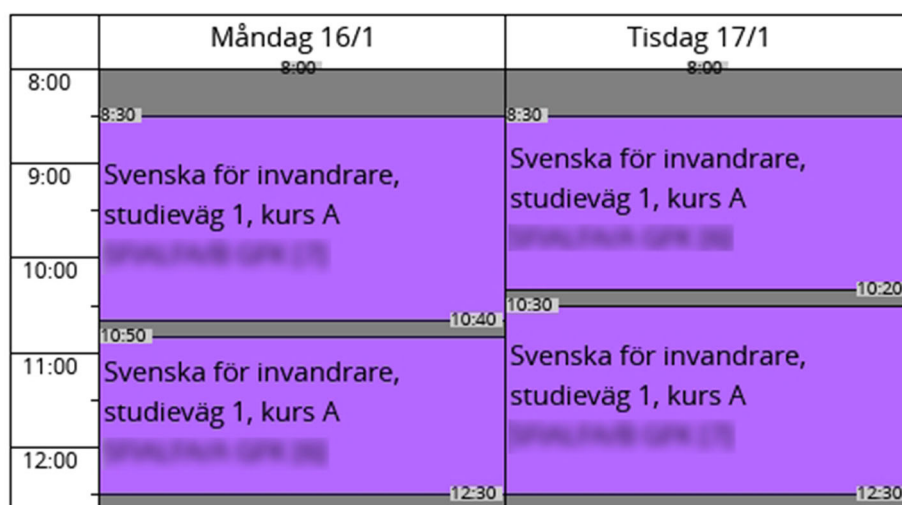 Måndag 16/1
Tisdag 17/1
8:00
8:00
8:00
8:30
8:30
9:00
Svenska för invandrare,
studieväg 1, kurs A
Svenska för invandrare,
studieväg 1, kurs A
10:00
10:20
10:30
10:40
10:50
11:00
Svenska för invandrare,
studieväg 1, kurs A
Svenska för invandrare,
studieväg 1, kurs A
12:00
12:30
12:30